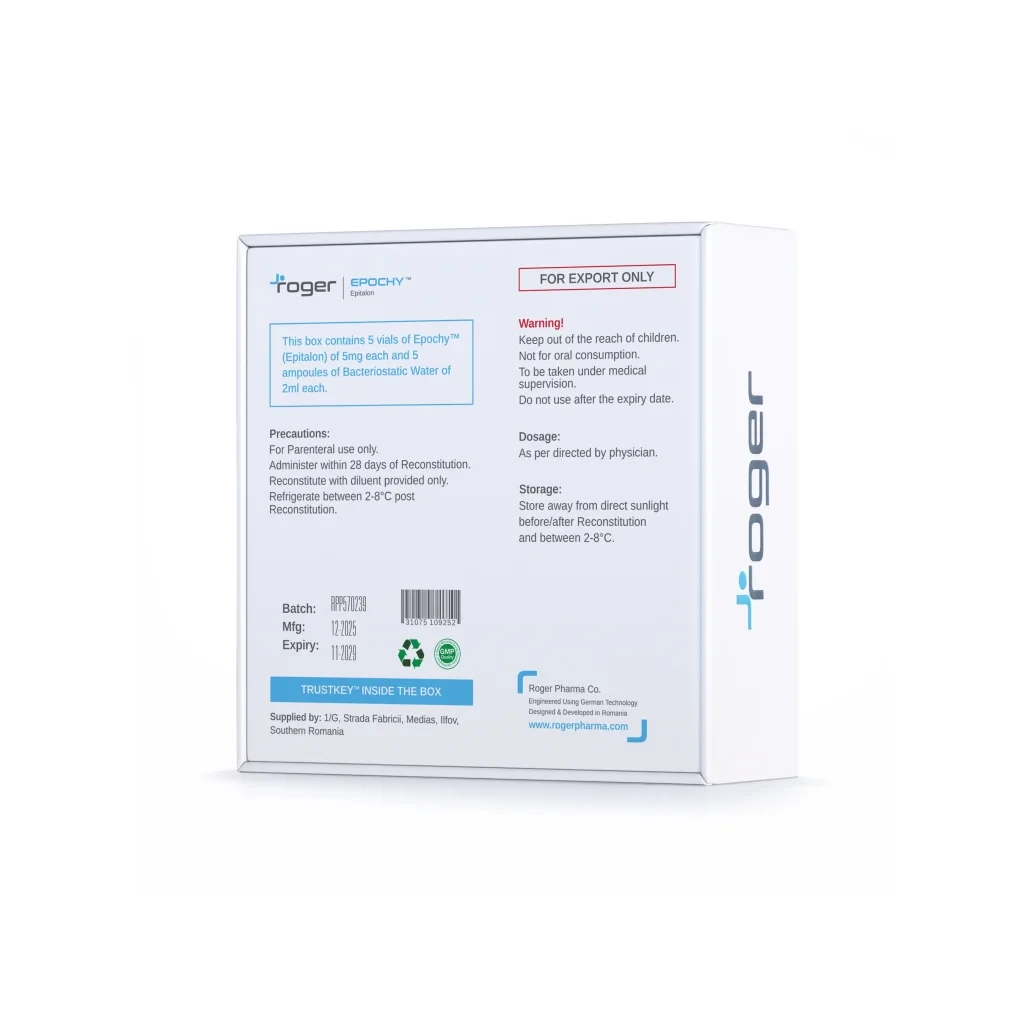 roger | EPOCHY™
Epitalon
FOR EXPORT ONLY
This box contains 5 vials of Epochy™
(Epitalon) of 5mg each and 5
ampoules of Bacteriostatic Water of
2ml each.
Precautions:
For Parenteral use only.
Administer within 28 days of Reconstitution.
Reconstitute with diluent provided only.
Refrigerate between 2-8°C post
Reconstitution.
Warning!
Keep out of the reach of children.
Not for oral consumption.
To be taken under medical
supervision.
Do not use after the expiry date.
Dosage:
As per directed by physician.
Storage:
Store away from direct sunlight
before/after Reconstitution
and between 2-8°C.
Batch: RPP570239
Mfg: 12-2025
Expiry: 11-2029
31075 109252
GMP
Quality
TRUSTKEY™ INSIDE THE BOX
Supplied by: 1/G, Strada Fabricii, Medias, Ilfov,
Southern Romania
Roger Pharma Co.
Engineered Using German Technology
Designed & Developed in Romania
www.rogerpharma.com
roger